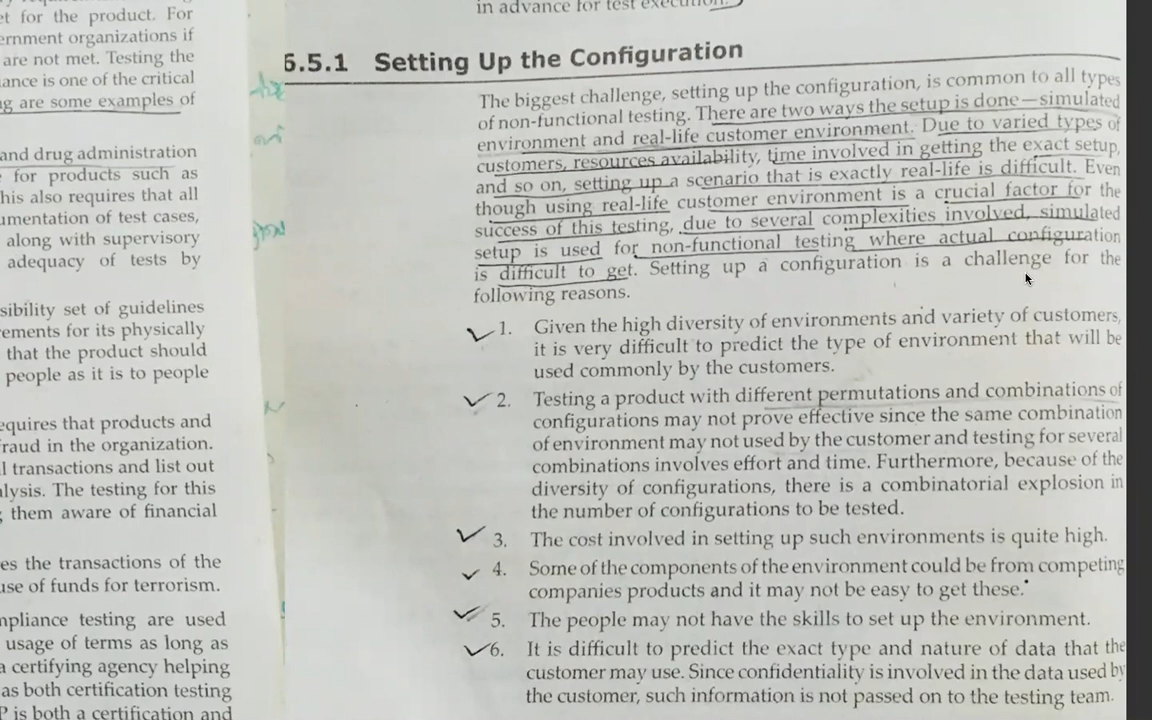 et for the product. For
ernment organizations if
are not met. Testing the
ance is one of the critical
ng are some examples of
and drug administration
for products such as
his also requires that all
umentation of test cases,
along with supervisory
adequacy of tests by
sibility set of guidelines
rements for its physically
that the product should
people as it is to people
equires that products and
raud in the organization.
l transactions and list out
alysis. The testing for this
them aware of financial
es the transactions of the
use of funds for terrorism.
mpliance testing are used
usage of terms as long as
a certifying agency helping
as both certification testing
P is both a certification and
in advance for test execution.
6.5.1 Setting Up the Configuration
The biggest challenge, setting up the configuration, is common to all types
of non-functional testing. There are two ways the setup is done—simulated
environment and real-life customer environment. Due to varied types of
customers, resources availability, time involved in getting the exact setup,
and so on, setting up a scenario that is exactly real-life is difficult. Even
though using real-life customer environment is a crucial factor for the
success of this testing, due to several complexities involved, simulated
setup is used for non-functional testing where actual configuration
is difficult to get. Setting up a configuration is a challenge for the
following reasons.
1. Given the high diversity of environments and variety of customers,
it is very difficult to predict the type of environment that will be
used commonly by the customers.
2. Testing a product with different permutations and combinations of
configurations may not prove effective since the same combination
of environment may not used by the customer and testing for several
combinations involves effort and time. Furthermore, because of the
diversity of configurations, there is a combinatorial explosion in
the number of configurations to be tested.
3. The cost involved in setting up such environments is quite high.
4. Some of the components of the environment could be from competing
companies products and it may not be easy to get these.
5. The people may not have the skills to set up the environment.
6. It is difficult to predict the exact type and nature of data that the
customer may use. Since confidentiality is involved in the data used by
the customer, such information is not passed on to the testing team.